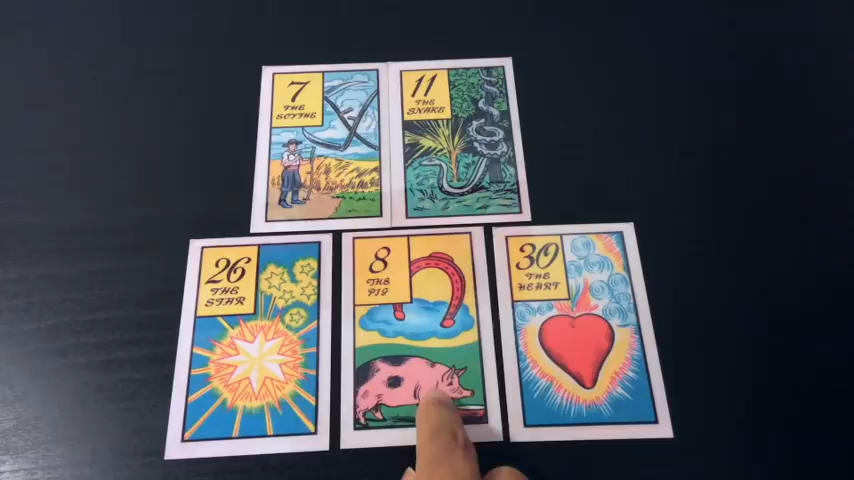 7
THE
SCYTHE
11
THE
SNAKE
26
THE
STAR
8
THE
PIG
30
THE
HEART